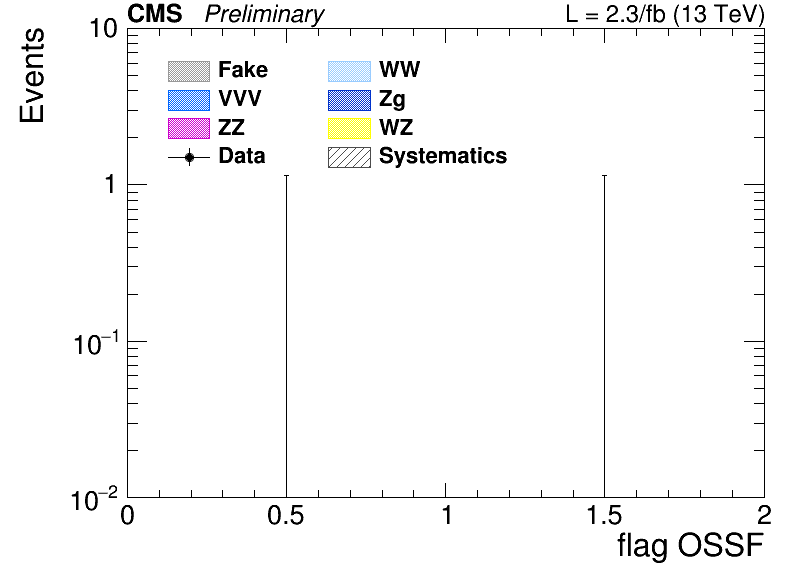 CMS Preliminary L = 2.3/fb (13 TeV)
Events
10
1
10⁻¹
10⁻²
Fake WW
VVV Zg
ZZ WZ
Data Systematics
0 0.5 1 1.5 2
flag OSSF